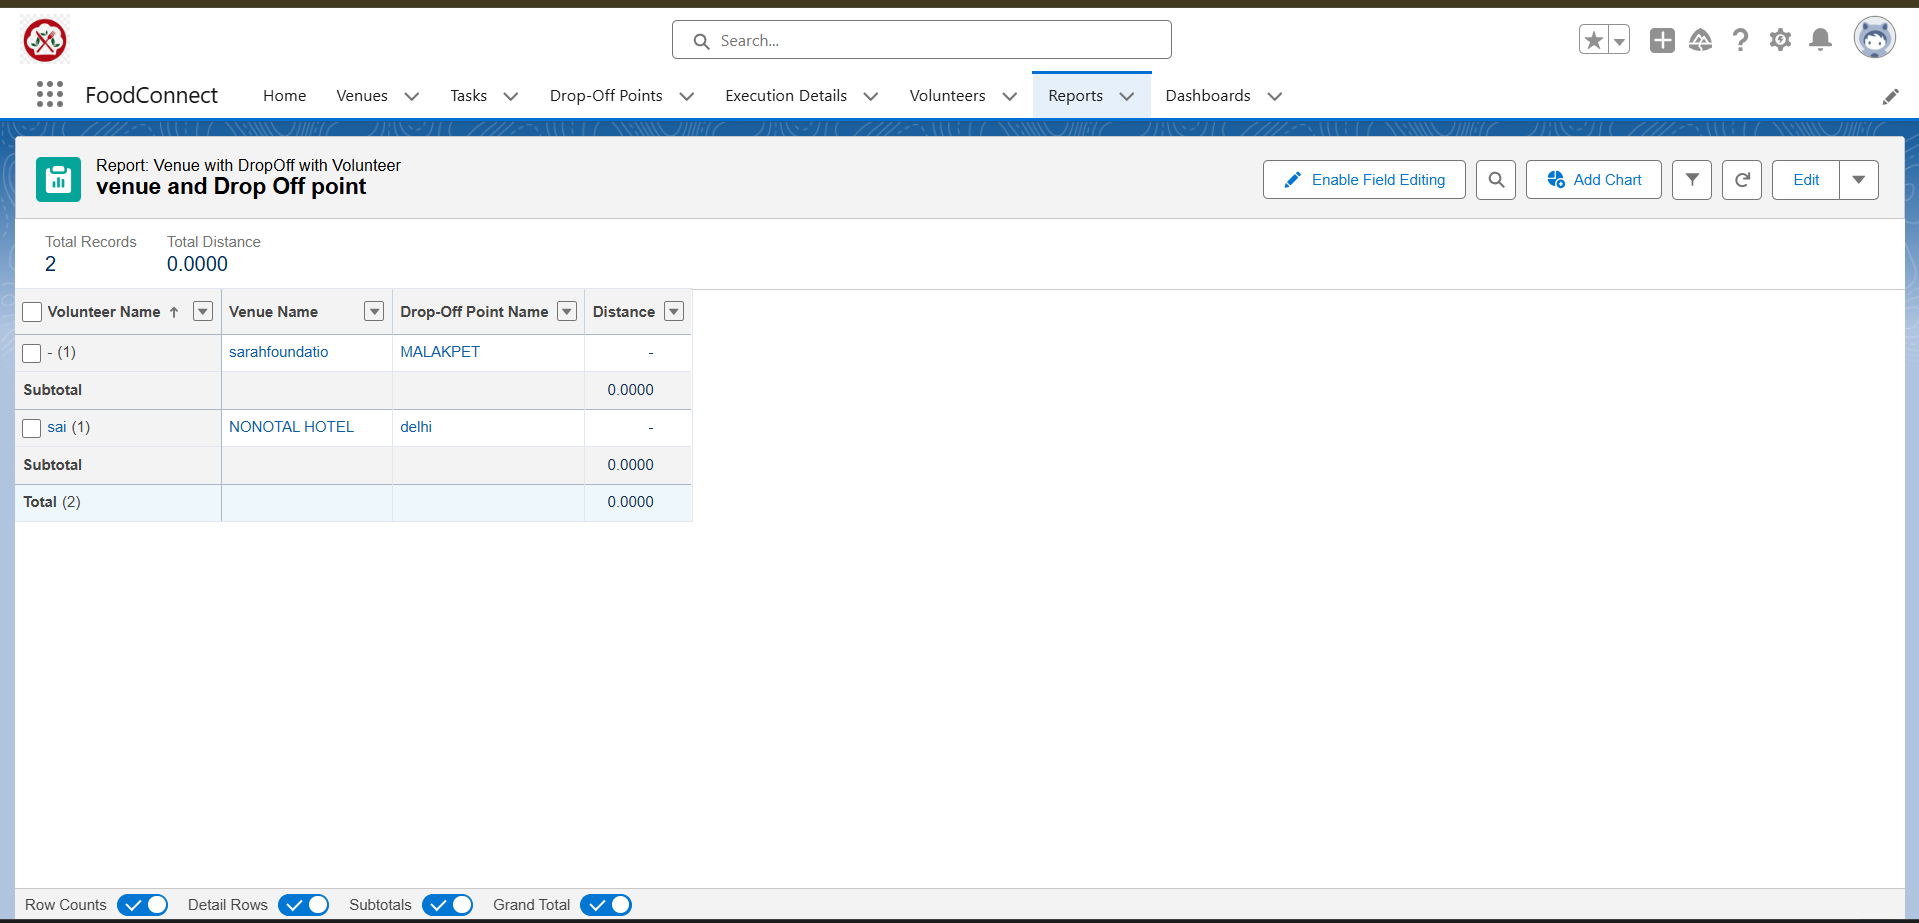 Search...
FoodConnect Home Venues Tasks Drop-Off Points Execution Details Volunteers Reports Dashboards
Report: Venue with DropOff with Volunteer
venue and Drop Off point
Enable Field Editing Add Chart Edit
Total Records Total Distance
2 0.0000
Volunteer Name ↑ Venue Name Drop-Off Point Name Distance
- (1) sarahfoundatio MALAKPET -
Subtotal 0.0000
sai (1) NONOTAL HOTEL delhi -
Subtotal 0.0000
Total (2) 0.0000
Row Counts Detail Rows Subtotals Grand Total